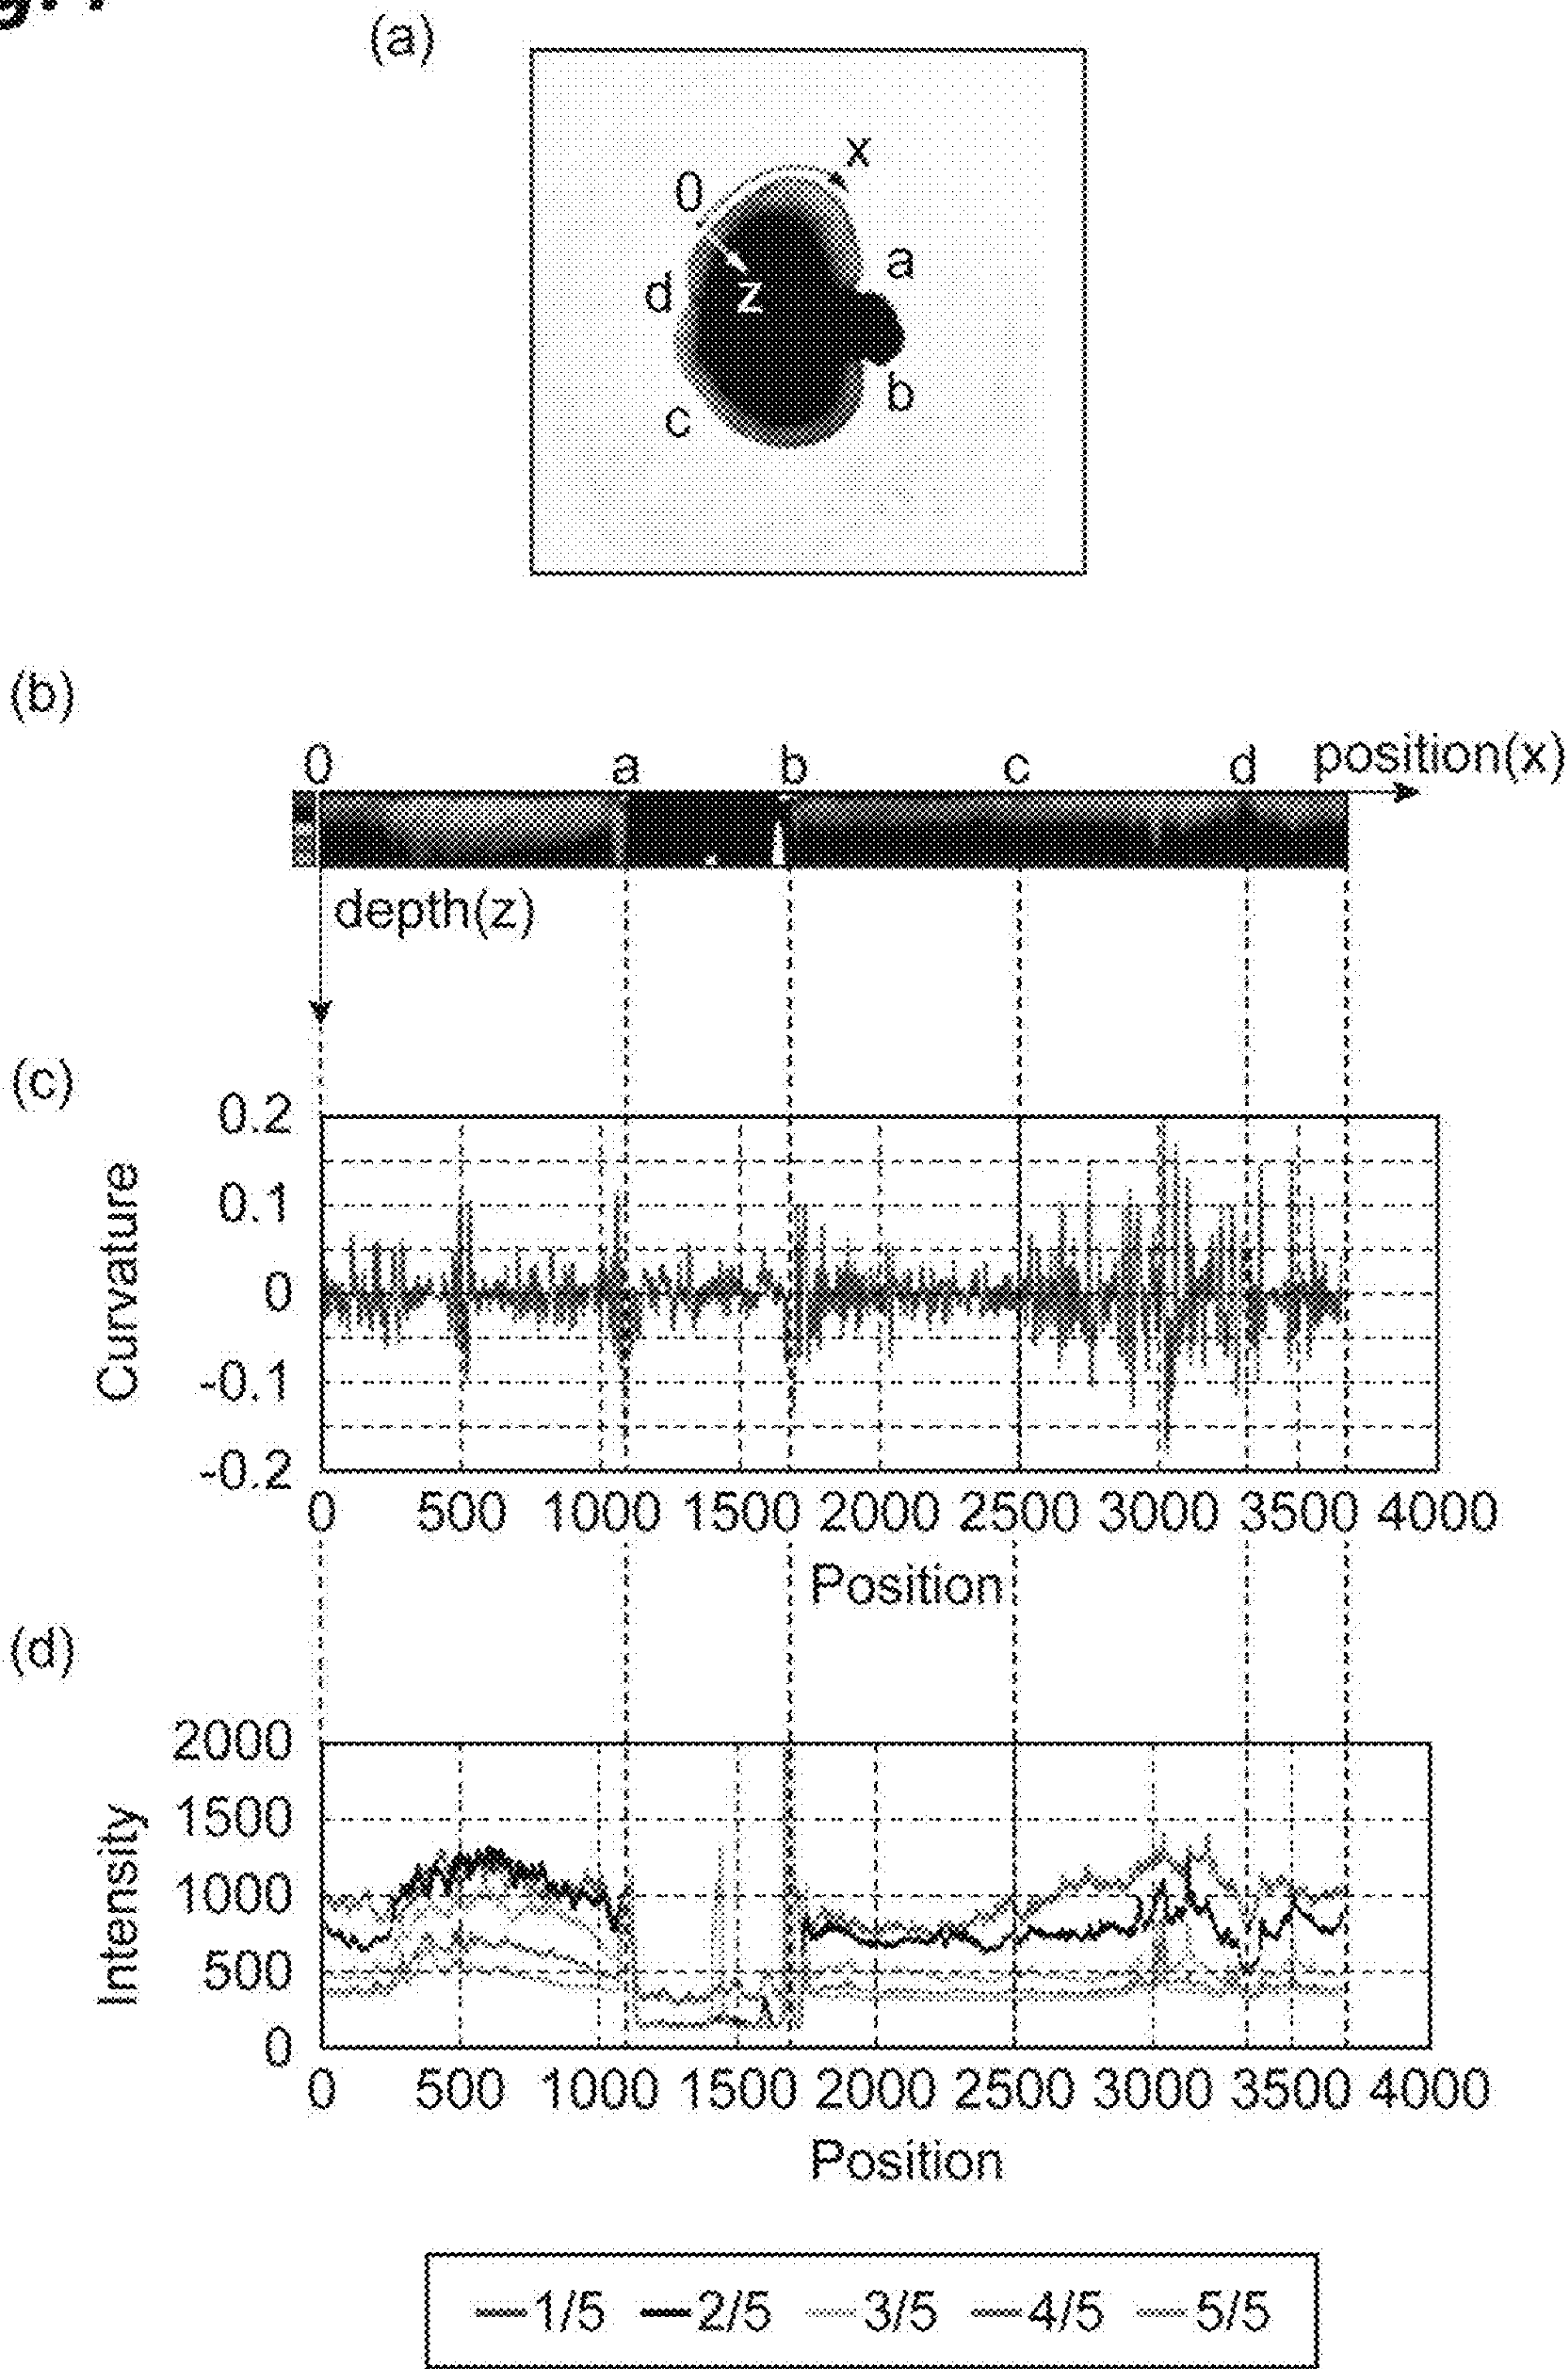 (a)
0
x
a
d
z
b
c
(b)
0 a b c d position(x)
depth(z)
(c)
Curvature
0.2
0.1
0
-0.1
-0.2
0 500 1000 1500 2000 2500 3000 3500 4000
Position
(d)
Intensity
2000
1500
1000
500
0
0 500 1000 1500 2000 2500 3000 3500 4000
Position
1/5 2/5 3/5 4/5 5/5